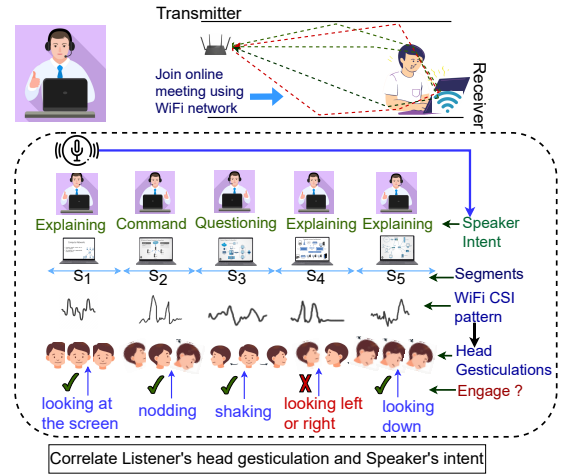 Transmitter
Join online
meeting using
WiFi network
Receiver
Explaining Command Questioning Explaining Explaining
Speaker
Intent
S1 S2 S3 S4 S5
Segments
WiFi CSI
pattern
Head
Gesticulations
X
Engage ?
looking at
the screen
nodding
shaking
looking left
or right
looking
down
Correlate Listener's head gesticulation and Speaker's intent